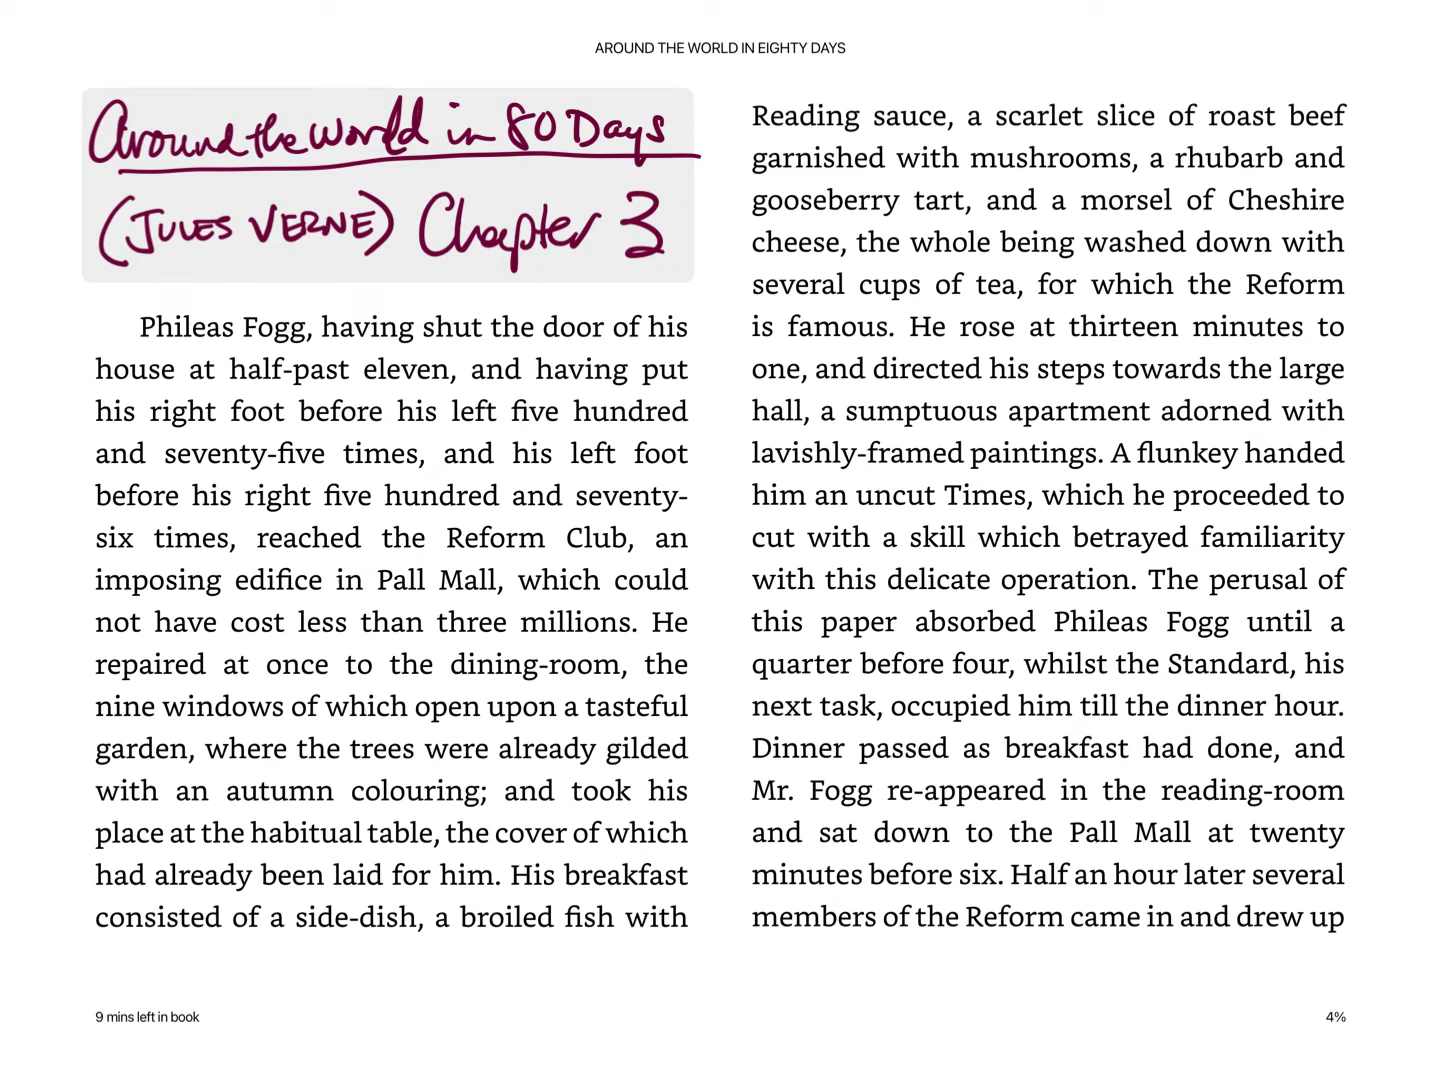 AROUND THE WORLD IN EIGHTY DAYS
Around the World in 80 Days
(JULES VERNE) Chapter 3
Phileas Fogg, having shut the door of his
house at half-past eleven, and having put
his right foot before his left five hundred
and seventy-five times, and his left foot
before his right five hundred and seventy-
six times, reached the Reform Club, an
imposing edifice in Pall Mall, which could
not have cost less than three millions. He
repaired at once to the dining-room, the
nine windows of which open upon a tasteful
garden, where the trees were already gilded
with an autumn colouring; and took his
place at the habitual table, the cover of which
had already been laid for him. His breakfast
consisted of a side-dish, a broiled fish with
Reading sauce, a scarlet slice of roast beef
garnished with mushrooms, a rhubarb and
gooseberry tart, and a morsel of Cheshire
cheese, the whole being washed down with
several cups of tea, for which the Reform
is famous. He rose at thirteen minutes to
one, and directed his steps towards the large
hall, a sumptuous apartment adorned with
lavishly-framed paintings. A flunkey handed
him an uncut Times, which he proceeded to
cut with a skill which betrayed familiarity
with this delicate operation. The perusal of
this paper absorbed Phileas Fogg until a
quarter before four, whilst the Standard, his
next task, occupied him till the dinner hour.
Dinner passed as breakfast had done, and
Mr. Fogg re-appeared in the reading-room
and sat down to the Pall Mall at twenty
minutes before six. Half an hour later several
members of the Reform came in and drew up
9 mins left in book
4%